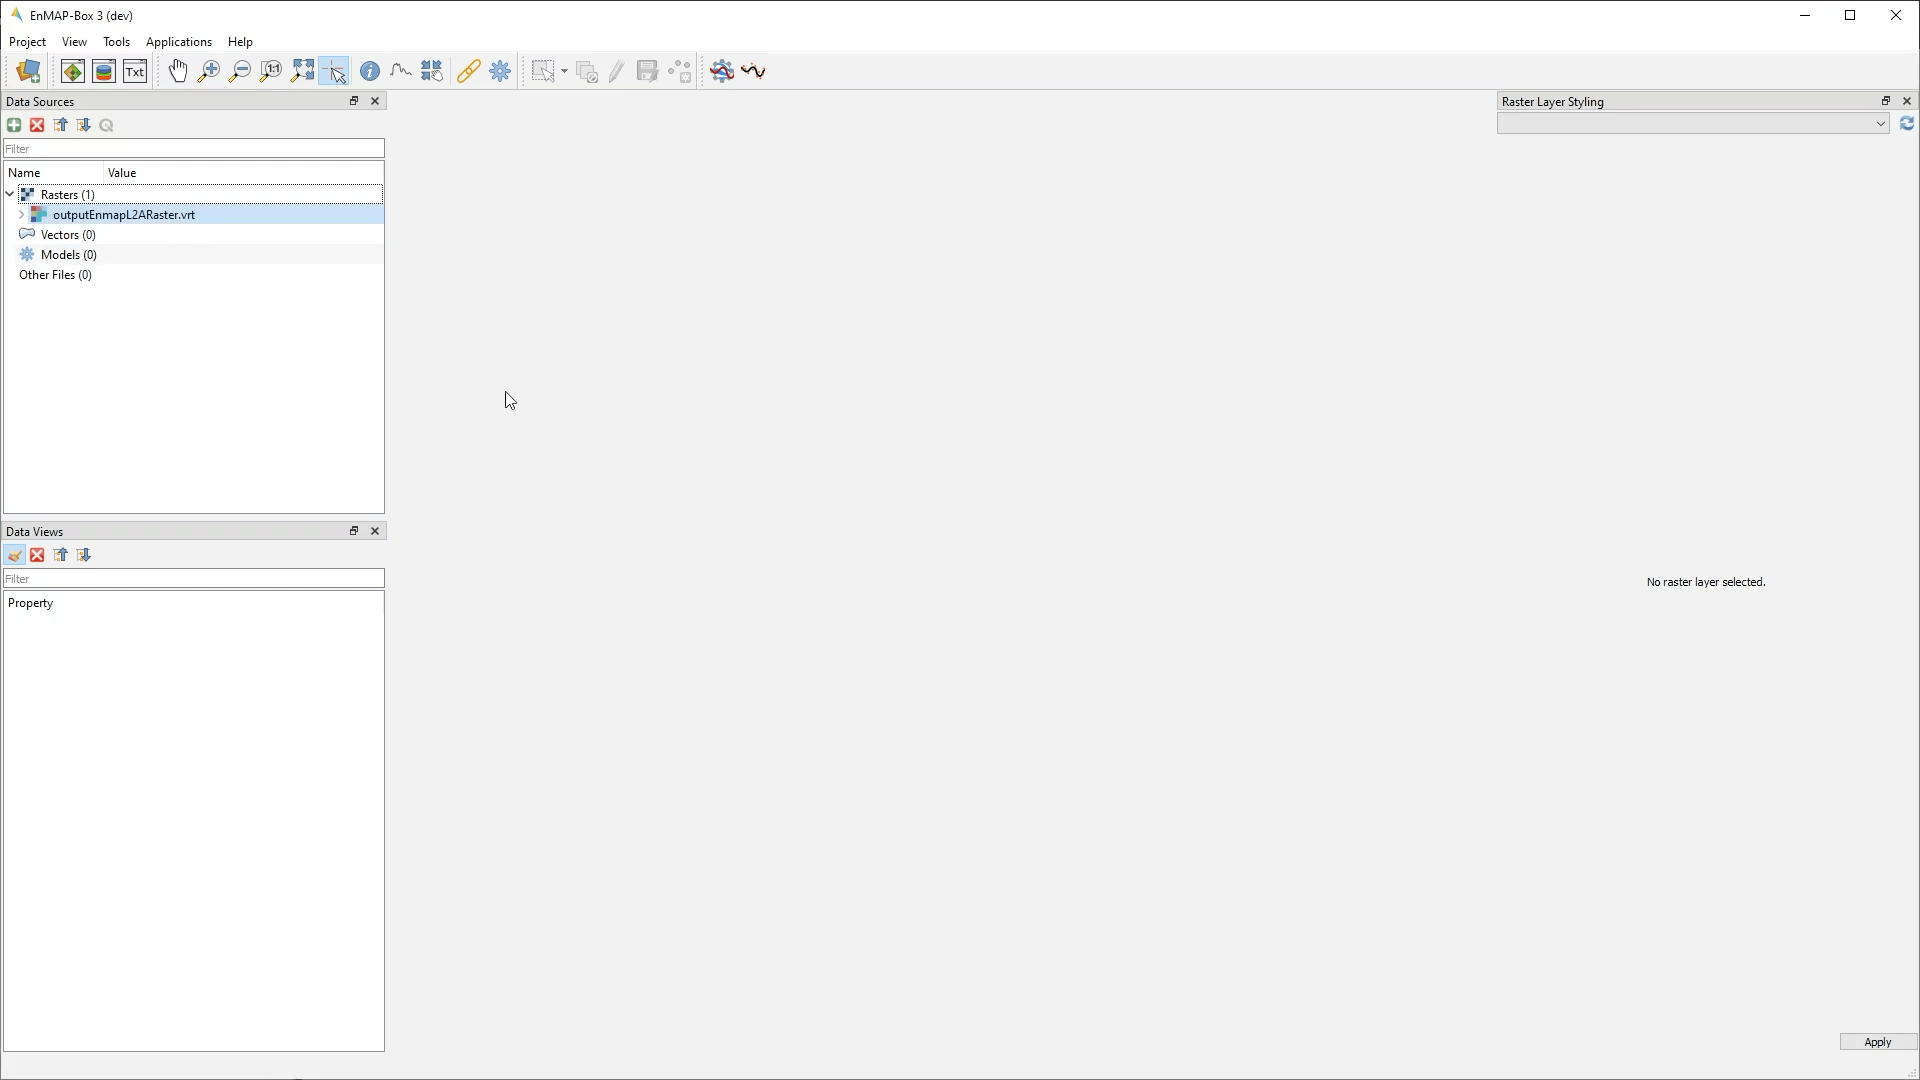 EnMAP-Box 3 (dev)
Project View Tools Applications Help
Txt 1:1
Data Sources
Raster Layer Styling
Filter
Name Value
Rasters (1)
outputEnmapL2ARaster.vrt
Vectors (0)
Models (0)
Other Files (0)
Data Views
Filter
Property
No raster layer selected.
Apply